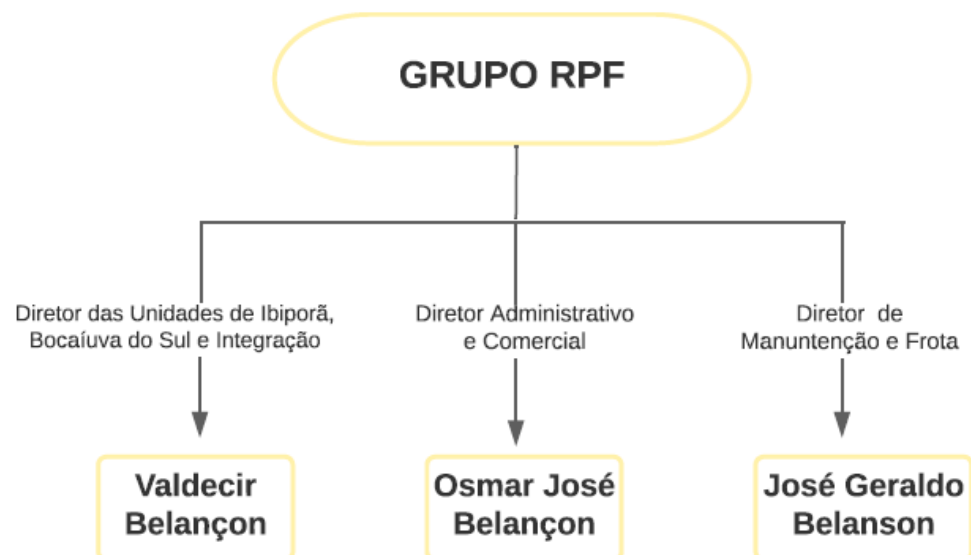 GRUPO RPF
Diretor das Unidades de Ibiporã,
Bocaíuva do Sul e Integração
Diretor Administrativo
e Comercial
Diretor de
Manuntenção e Frota
Valdecir
Belançon
Osmar José
Belançon
José Geraldo
Belanson